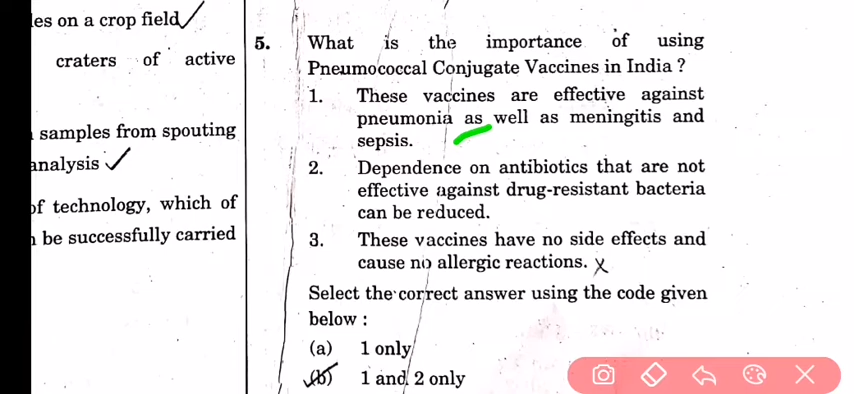 les on a crop field
craters of active
samples from spouting
analysis
of technology, which of
be successfully carried
5. What is the importance of using
Pneumococcal Conjugate Vaccines in India ?
1. These vaccines are effective against
pneumonia as well as meningitis and
sepsis.
2. Dependence on antibiotics that are not
effective against drug-resistant bacteria
can be reduced.
3. These vaccines have no side effects and
cause no allergic reactions.
Select the correct answer using the code given
below :
(a) 1 only
(b) 1 and 2 only